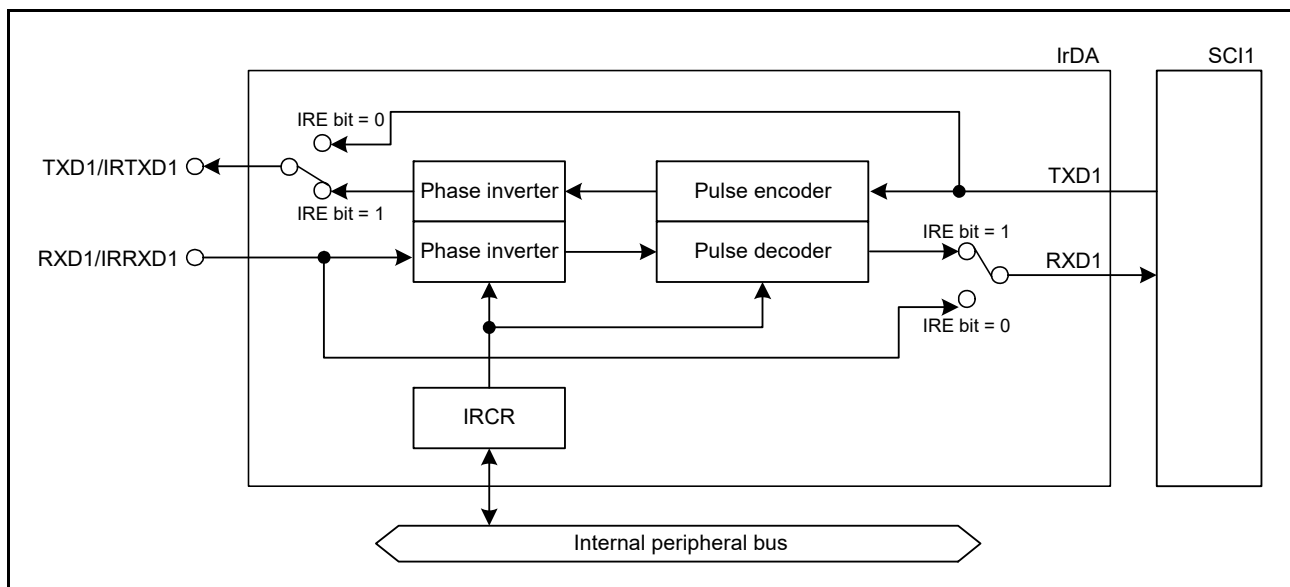 IrDA
SCI1
IRE bit = 0
TXD1/IRTXD1
Phase inverter
Pulse encoder
TXD1
IRE bit = 1
RXD1/IRRXD1
Phase inverter
Pulse decoder
IRE bit = 1
RXD1
IRE bit = 0
IRCR
Internal peripheral bus